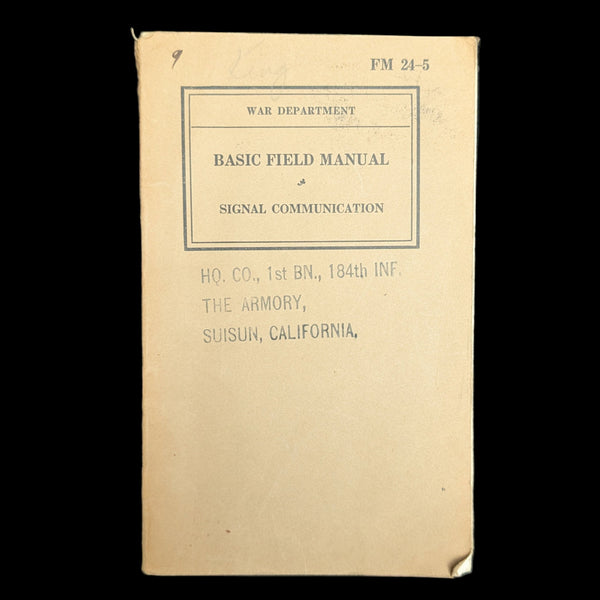 9
King
FM 24–5
WAR DEPARTMENT
BASIC FIELD MANUAL
SIGNAL COMMUNICATION
HQ. CO., 1st BN., 184th INF.
THE ARMORY,
SUISUN, CALIFORNIA,